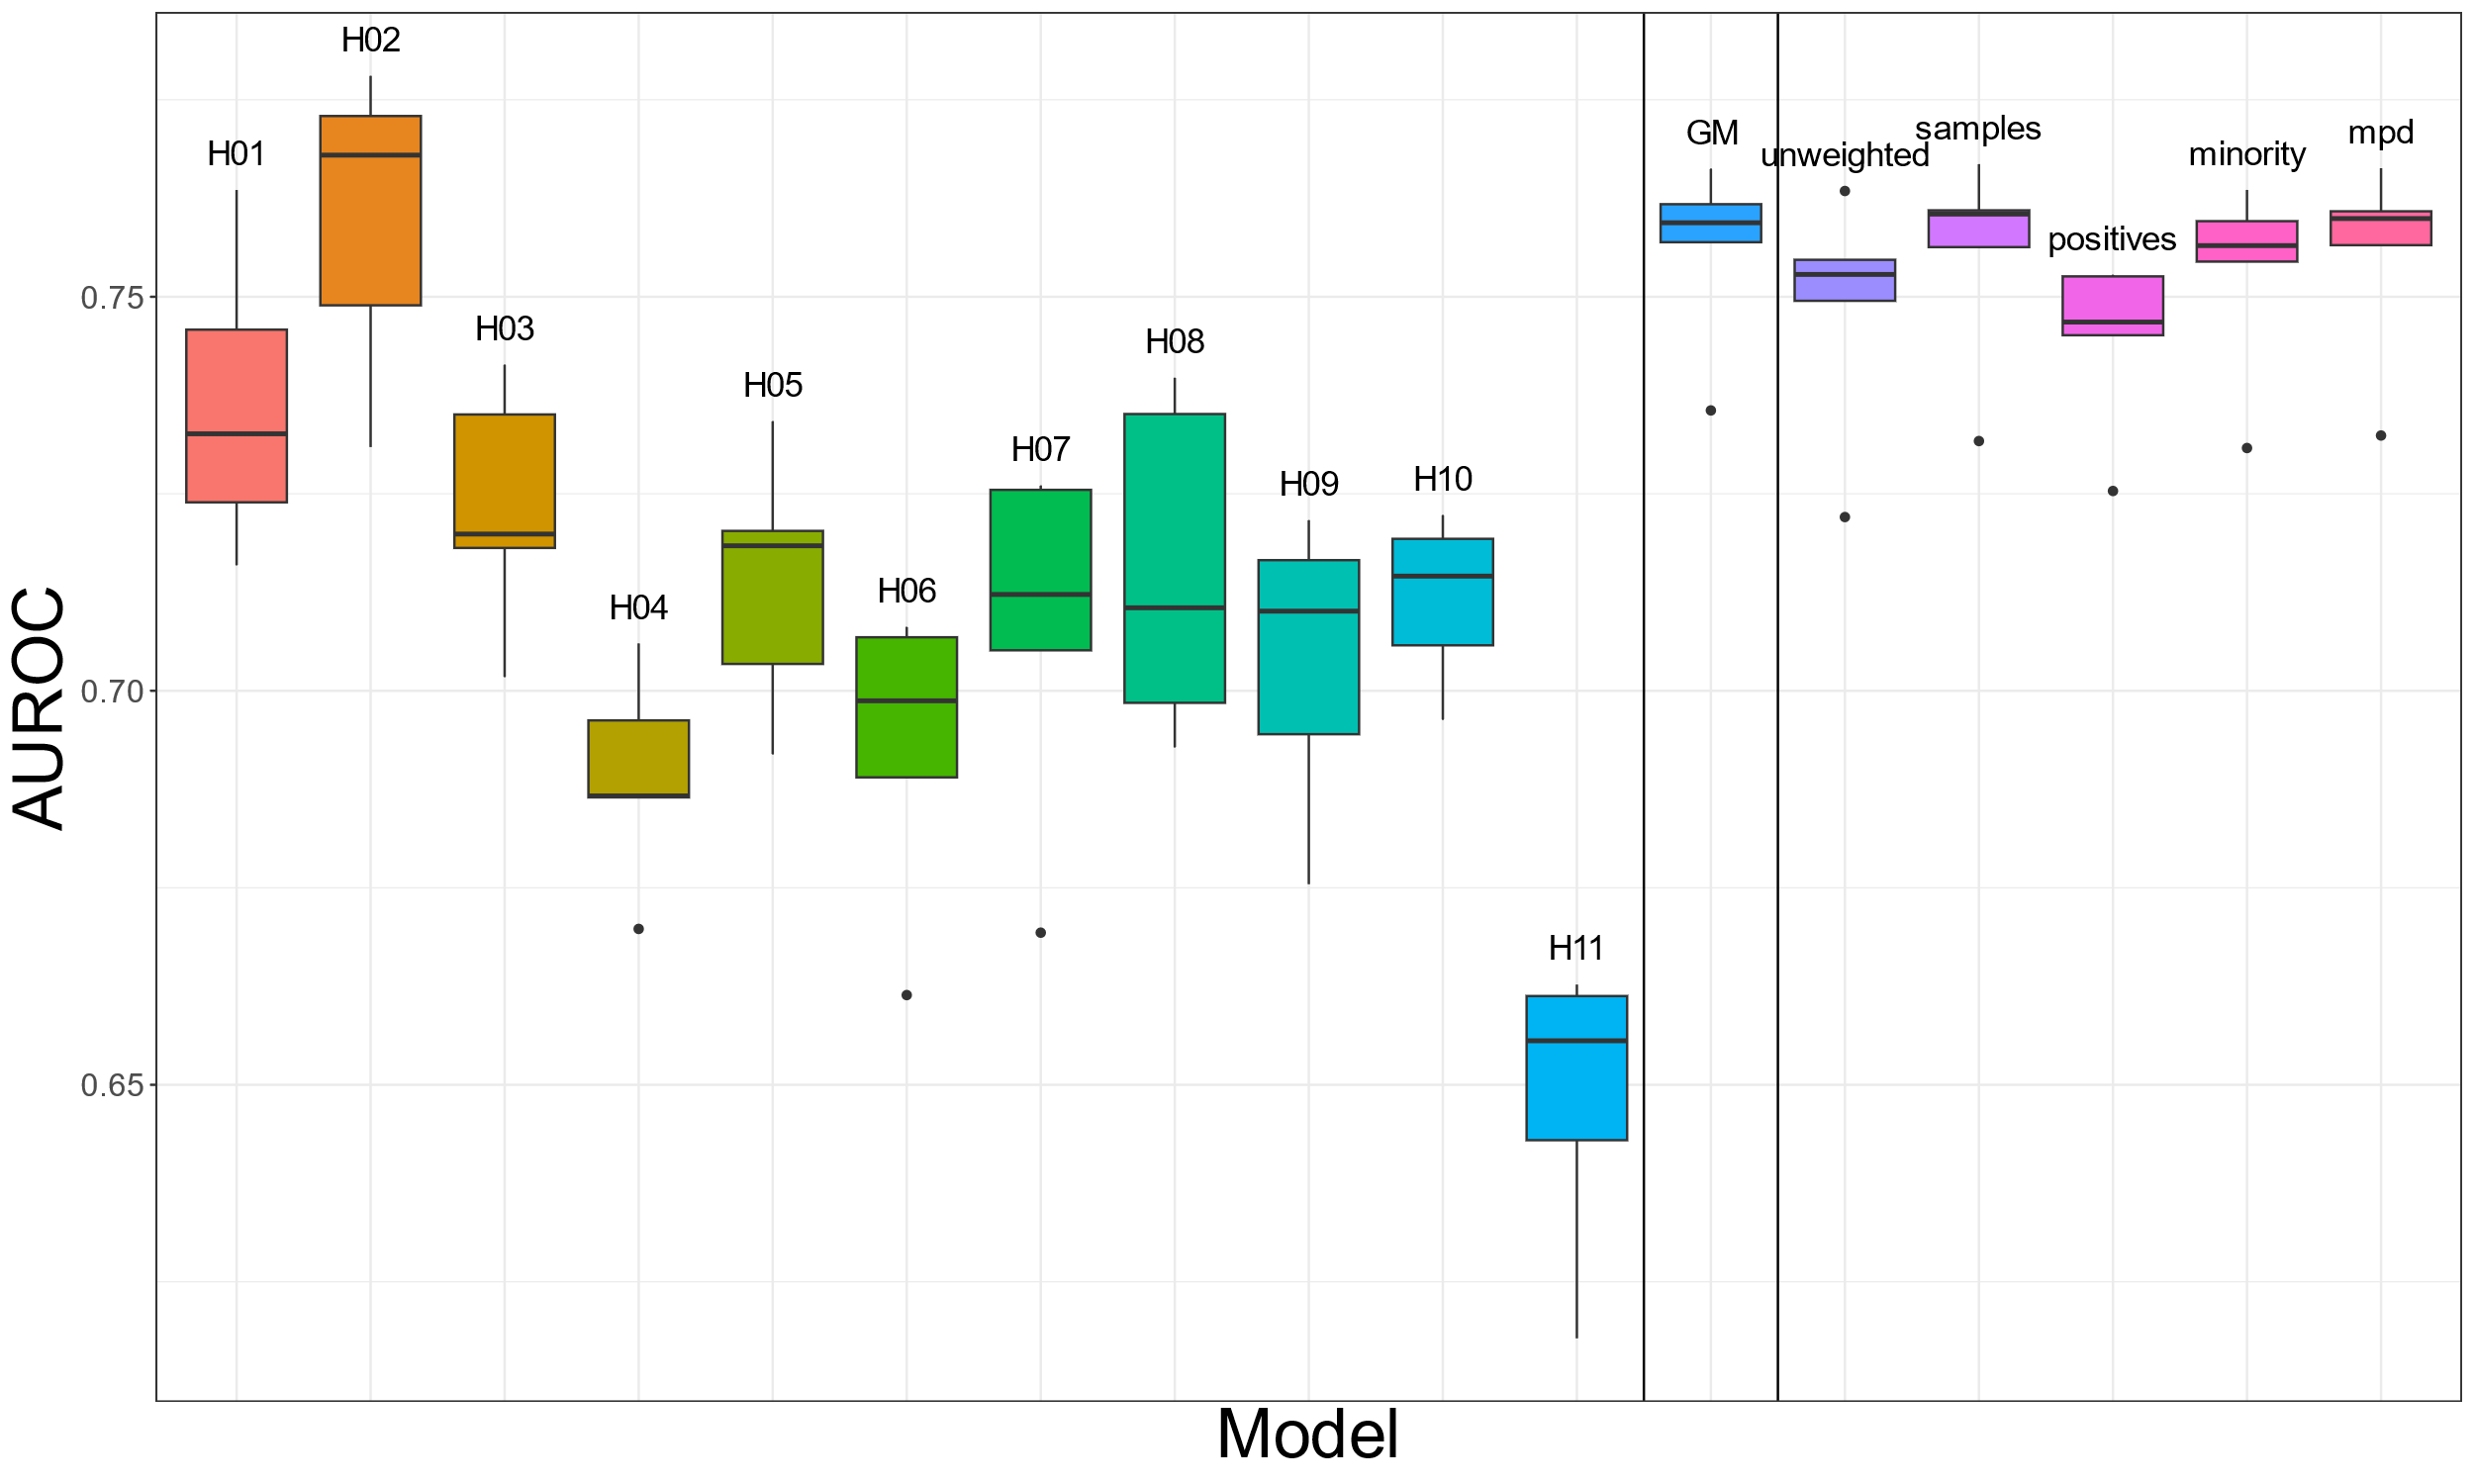 H01
H02
H03
H04
H05
H06
H07
H08
H09
H10
H11
GM
unweighted
samples
positives
minority
mpd
0.75
0.70
0.65
AUROC
Model